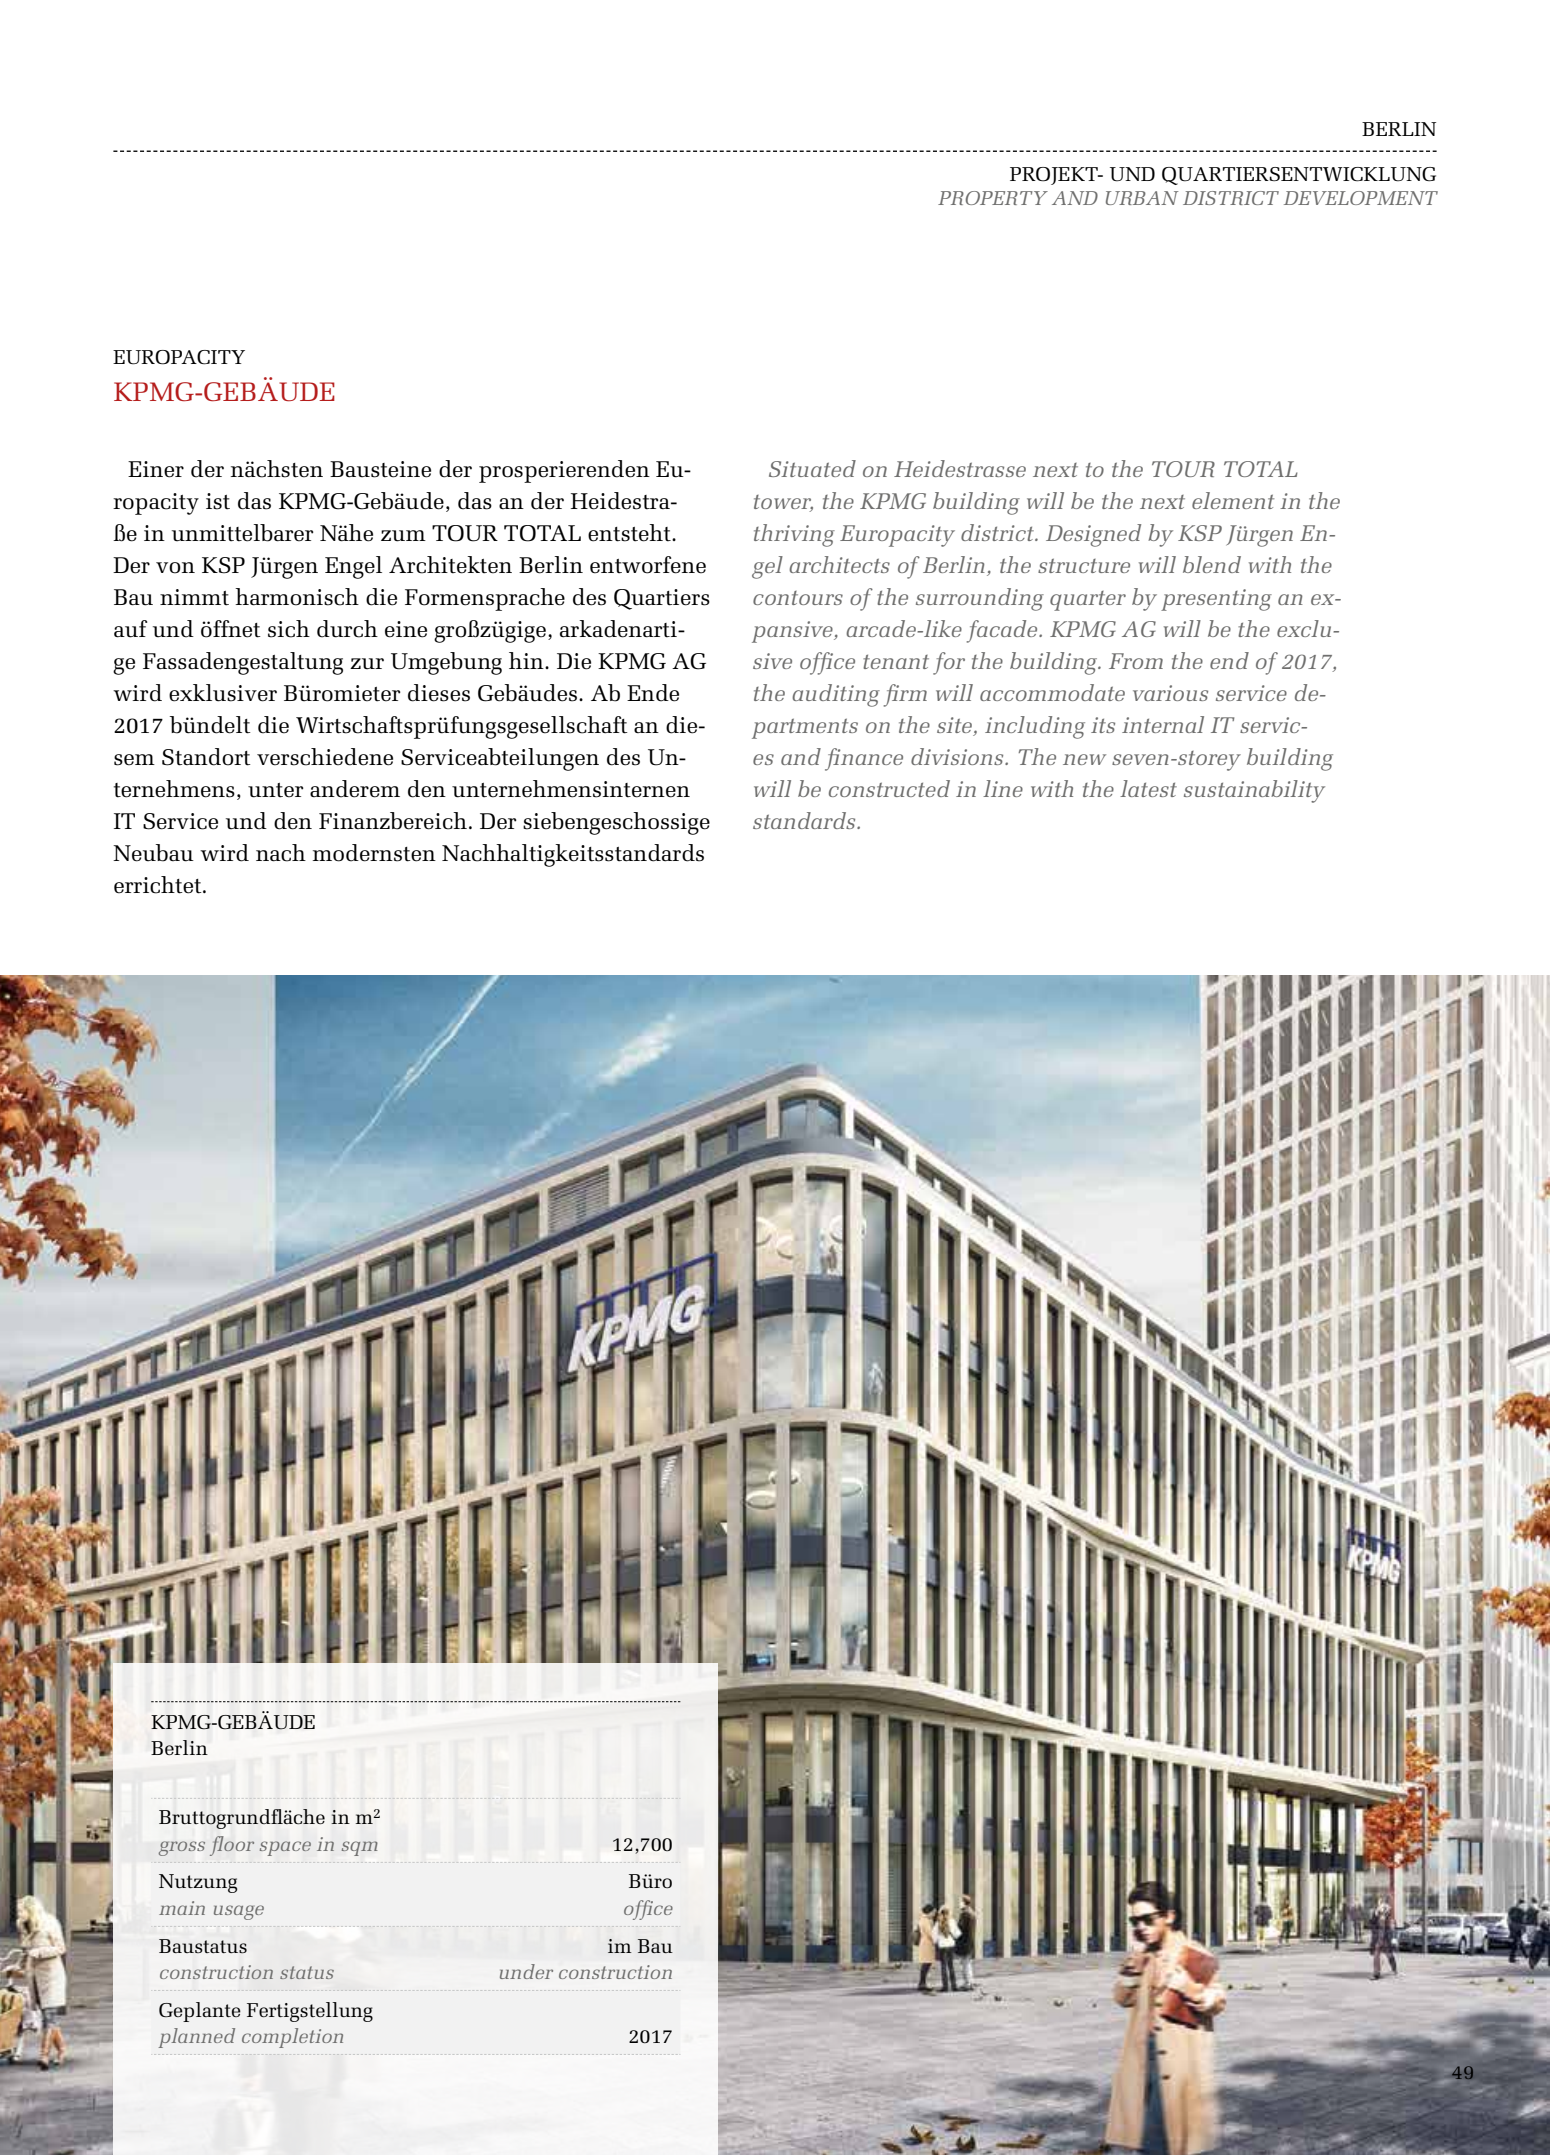 BERLIN
PROJEKT- UND QUARTIERSENTWICKLUNG
PROPERTY AND URBAN DISTRICT DEVELOPMENT
EUROPACITY
KPMG-GEBÄUDE
Einer der nächsten Bausteine der prosperierenden Eu-
ropacity ist das KPMG-Gebäude, das an der Heidestra-
ße in unmittelbarer Nähe zum TOUR TOTAL entsteht.
Der von KSP Jürgen Engel Architekten Berlin entworfene
Bau nimmt harmonisch die Formensprache des Quartiers
auf und öffnet sich durch eine großzügige, arkadenarti-
ge Fassadengestaltung zur Umgebung hin. Die KPMG AG
wird exklusiver Büromieter dieses Gebäudes. Ab Ende
2017 bündelt die Wirtschaftsprüfungsgesellschaft an die-
sem Standort verschiedene Serviceabteilungen des Un-
ternehmens, unter anderem den unternehmensinternen
IT Service und den Finanzbereich. Der siebengeschossige
Neubau wird nach modernsten Nachhaltigkeitsstandards
errichtet.
Situated on Heidestrasse next to the TOUR TOTAL
tower, the KPMG building will be the next element in the
thriving Europacity district. Designed by KSP Jürgen En-
gel architects of Berlin, the structure will blend with the
contours of the surrounding quarter by presenting an ex-
pansive, arcade-like facade. KPMG AG will be the exclu-
sive office tenant for the building. From the end of 2017,
the auditing firm will accommodate various service de-
partments on the site, including its internal IT servic-
es and finance divisions. The new seven-storey building
will be constructed in line with the latest sustainability
standards.
KPMG
KPMG
KPMG-GEBÄUDE
Berlin
Bruttogrundfläche in m²
gross floor space in sqm 12,700
Nutzung Büro
main usage office
Baustatus im Bau
construction status under construction
Geplante Fertigstellung
planned completion 2017
49